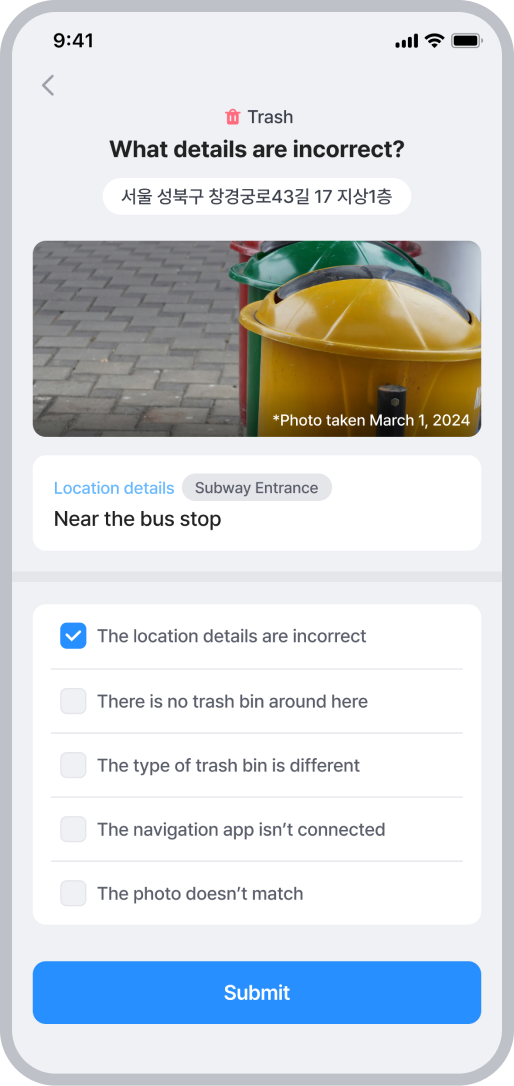 9:41
Trash
What details are incorrect?
서울 성북구 창경궁로43길 17 지상1층
*Photo taken March 1, 2024
Location details Subway Entrance
Near the bus stop
The location details are incorrect
There is no trash bin around here
The type of trash bin is different
The navigation app isn’t connected
The photo doesn’t match
Submit